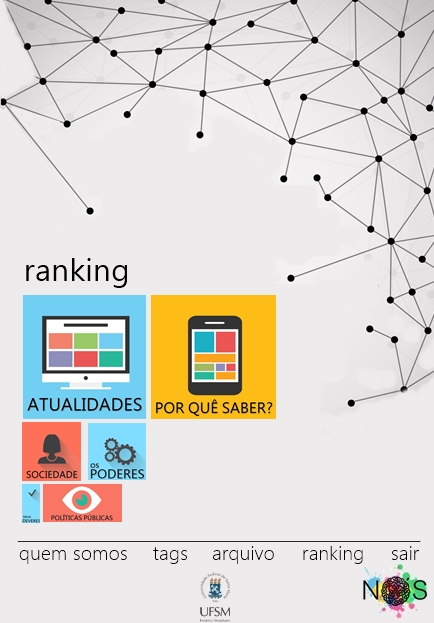 ranking
ATUALIDADES
POR QUÊ SABER?
SOCIEDADE
OS
PODERES
DEVERES
POLÍTICAS PÚBLICAS
quem somos tags arquivo ranking sair
UFSM
NOS